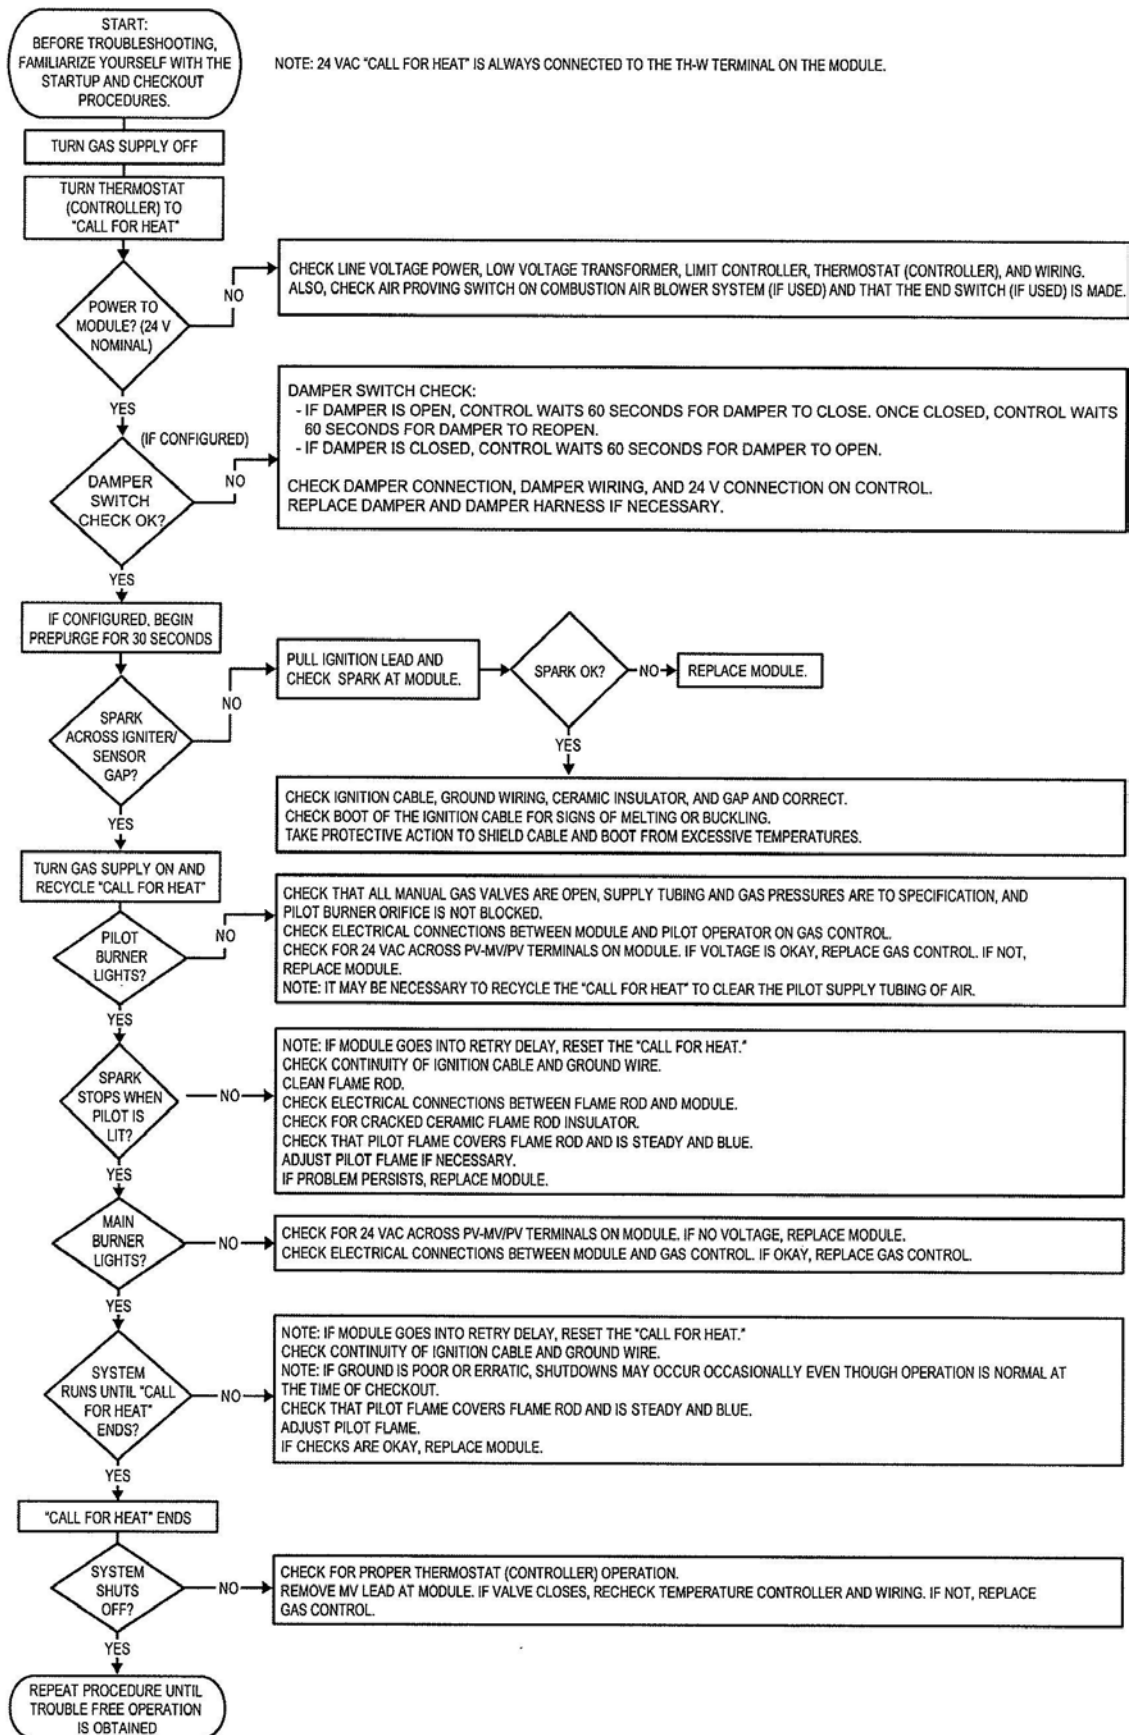 START:
BEFORE TROUBLESHOOTING,
FAMILIARIZE YOURSELF WITH THE
STARTUP AND CHECKOUT
PROCEDURES.
NOTE: 24 VAC "CALL FOR HEAT" IS ALWAYS CONNECTED TO THE TH-W TERMINAL ON THE MODULE.
TURN GAS SUPPLY OFF
TURN THERMOSTAT
(CONTROLLER) TO
"CALL FOR HEAT"
POWER TO
MODULE? (24 V
NOMINAL)
NO
CHECK LINE VOLTAGE POWER, LOW VOLTAGE TRANSFORMER, LIMIT CONTROLLER, THERMOSTAT (CONTROLLER), AND WIRING.
ALSO, CHECK AIR PROVING SWITCH ON COMBUSTION AIR BLOWER SYSTEM (IF USED) AND THAT THE END SWITCH (IF USED) IS MADE.
YES
(IF CONFIGURED)
DAMPER
SWITCH
CHECK OK?
NO
DAMPER SWITCH CHECK:
- IF DAMPER IS OPEN, CONTROL WAITS 60 SECONDS FOR DAMPER TO CLOSE. ONCE CLOSED, CONTROL WAITS
60 SECONDS FOR DAMPER TO REOPEN.
- IF DAMPER IS CLOSED, CONTROL WAITS 60 SECONDS FOR DAMPER TO OPEN.
CHECK DAMPER CONNECTION, DAMPER WIRING, AND 24 V CONNECTION ON CONTROL.
REPLACE DAMPER AND DAMPER HARNESS IF NECESSARY.
YES
IF CONFIGURED, BEGIN
PREPURGE FOR 30 SECONDS
SPARK
ACROSS IGNITER/
SENSOR
GAP?
NO
PULL IGNITION LEAD AND
CHECK SPARK AT MODULE.
SPARK OK?
NO
REPLACE MODULE.
YES
CHECK IGNITION CABLE, GROUND WIRING, CERAMIC INSULATOR, AND GAP AND CORRECT.
CHECK BOOT OF THE IGNITION CABLE FOR SIGNS OF MELTING OR BUCKLING.
TAKE PROTECTIVE ACTION TO SHIELD CABLE AND BOOT FROM EXCESSIVE TEMPERATURES.
YES
TURN GAS SUPPLY ON AND
RECYCLE "CALL FOR HEAT"
PILOT
BURNER
LIGHTS?
NO
CHECK THAT ALL MANUAL GAS VALVES ARE OPEN, SUPPLY TUBING AND GAS PRESSURES ARE TO SPECIFICATION, AND
PILOT BURNER ORIFICE IS NOT BLOCKED.
CHECK ELECTRICAL CONNECTIONS BETWEEN MODULE AND PILOT OPERATOR ON GAS CONTROL.
CHECK FOR 24 VAC ACROSS PV-MV/PV TERMINALS ON MODULE. IF VOLTAGE IS OKAY, REPLACE GAS CONTROL. IF NOT,
REPLACE MODULE.
NOTE: IT MAY BE NECESSARY TO RECYCLE THE "CALL FOR HEAT" TO CLEAR THE PILOT SUPPLY TUBING OF AIR.
YES
SPARK
STOPS WHEN
PILOT IS
LIT?
NO
NOTE: IF MODULE GOES INTO RETRY DELAY, RESET THE "CALL FOR HEAT."
CHECK CONTINUITY OF IGNITION CABLE AND GROUND WIRE.
CLEAN FLAME ROD.
CHECK ELECTRICAL CONNECTIONS BETWEEN FLAME ROD AND MODULE.
CHECK FOR CRACKED CERAMIC FLAME ROD INSULATOR.
CHECK THAT PILOT FLAME COVERS FLAME ROD AND IS STEADY AND BLUE.
ADJUST PILOT FLAME IF NECESSARY.
IF PROBLEM PERSISTS, REPLACE MODULE.
YES
MAIN
BURNER
LIGHTS?
NO
CHECK FOR 24 VAC ACROSS PV-MV/PV TERMINALS ON MODULE. IF NO VOLTAGE, REPLACE MODULE.
CHECK ELECTRICAL CONNECTIONS BETWEEN MODULE AND GAS CONTROL. IF OKAY, REPLACE GAS CONTROL.
YES
SYSTEM
RUNS UNTIL "CALL
FOR HEAT"
ENDS?
NO
NOTE: IF MODULE GOES INTO RETRY DELAY, RESET THE "CALL FOR HEAT."
CHECK CONTINUITY OF IGNITION CABLE AND GROUND WIRE.
NOTE: IF GROUND IS POOR OR ERRATIC, SHUTDOWNS MAY OCCUR OCCASIONALLY EVEN THOUGH OPERATION IS NORMAL AT
THE TIME OF CHECKOUT.
CHECK THAT PILOT FLAME COVERS FLAME ROD AND IS STEADY AND BLUE.
ADJUST PILOT FLAME.
IF CHECKS ARE OKAY, REPLACE MODULE.
YES
"CALL FOR HEAT" ENDS
SYSTEM
SHUTS
OFF?
NO
CHECK FOR PROPER THERMOSTAT (CONTROLLER) OPERATION.
REMOVE MV LEAD AT MODULE. IF VALVE CLOSES, RECHECK TEMPERATURE CONTROLLER AND WIRING. IF NOT, REPLACE
GAS CONTROL.
YES
REPEAT PROCEDURE UNTIL
TROUBLE FREE OPERATION
IS OBTAINED